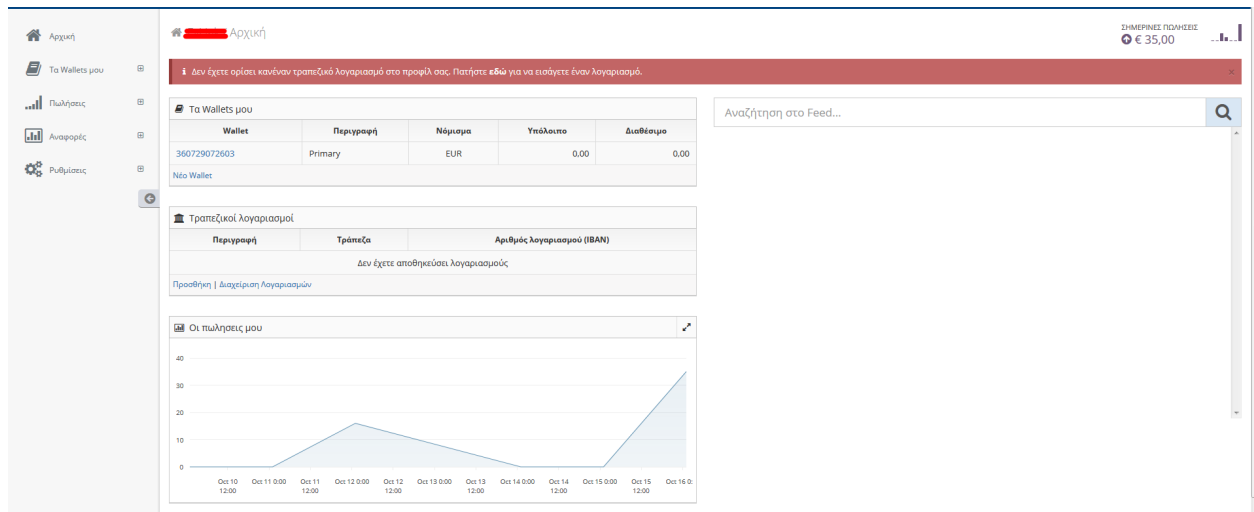 Αρχική
Τα Wallets μου
Πωλήσεις
Αναφορές
Ρυθμίσεις
Αρχική
ΣΗΜΕΡΙΝΕΣ ΠΩΛΗΣΕΙΣ
€ 35,00
Δεν έχετε ορίσει κανέναν τραπεζικό λογαριασμό στο προφίλ σας. Πατήστε εδώ για να εισάγετε έναν λογαριασμό.
Τα Wallets μου
Wallet Περιγραφή Νόμισμα Υπόλοιπο Διαθέσιμο
360729072603 Primary EUR 0,00 0,00
Νέο Wallet
Τραπεζικοί λογαριασμοί
Περιγραφή Τράπεζα Αριθμός λογαριασμού (IBAN)
Δεν έχετε αποθηκεύσει λογαριασμούς
Προσθήκη | Διαχείριση Λογαριασμών
Οι πωλησεις μου
40
30
20
10
0
Oct 10 12:00
Oct 11 0:00
Oct 11 12:00
Oct 12 0:00
Oct 12 12:00
Oct 13 0:00
Oct 13 12:00
Oct 14 0:00
Oct 14 12:00
Oct 15 0:00
Oct 15 12:00
Oct 16 0:
Αναζήτηση στο Feed...